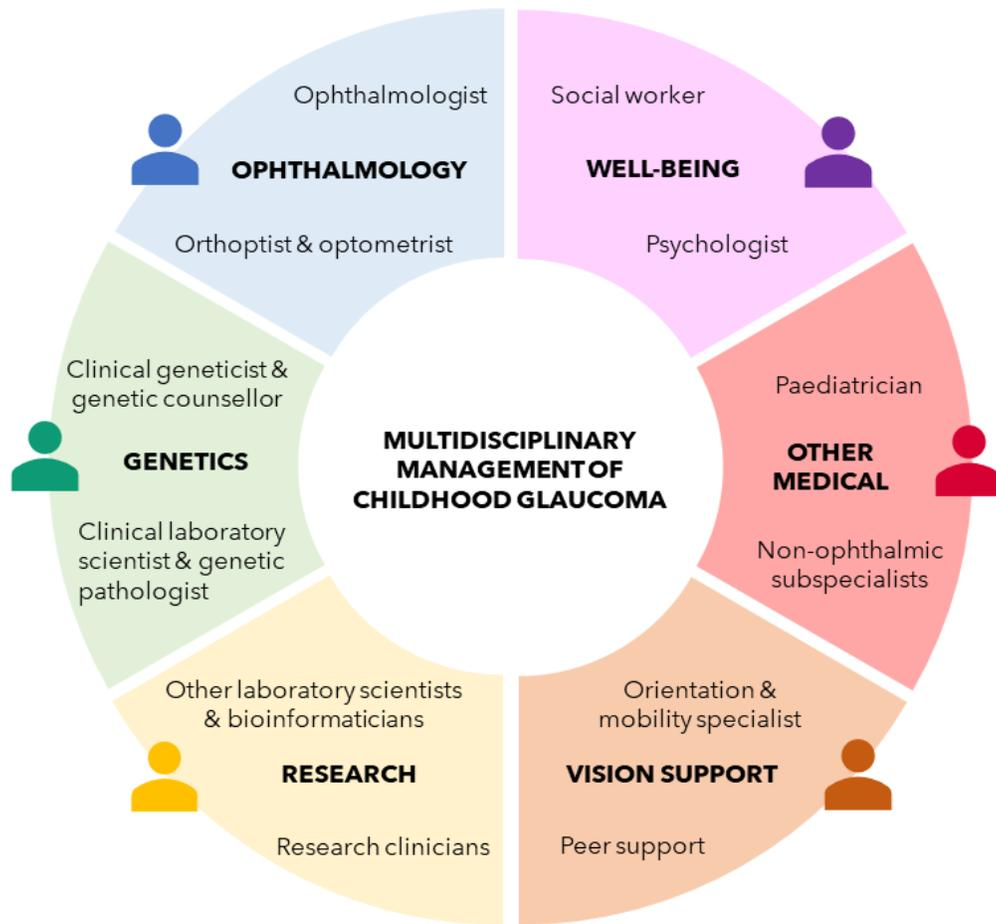 Ophthalmologist
OPHTHALMOLOGY
Orthoptist & optometrist
Social worker
WELL-BEING
Psychologist
Clinical geneticist &
genetic counsellor
GENETICS
Clinical laboratory
scientist & genetic
pathologist
MULTIDISCIPLINARY
MANAGEMENT OF
CHILDHOOD GLAUCOMA
Paediatrician
OTHER
MEDICAL
Non-ophthalmic
subspecialists
Other laboratory scientists
& bioinformaticians
RESEARCH
Research clinicians
Orientation &
mobility specialist
VISION SUPPORT
Peer support